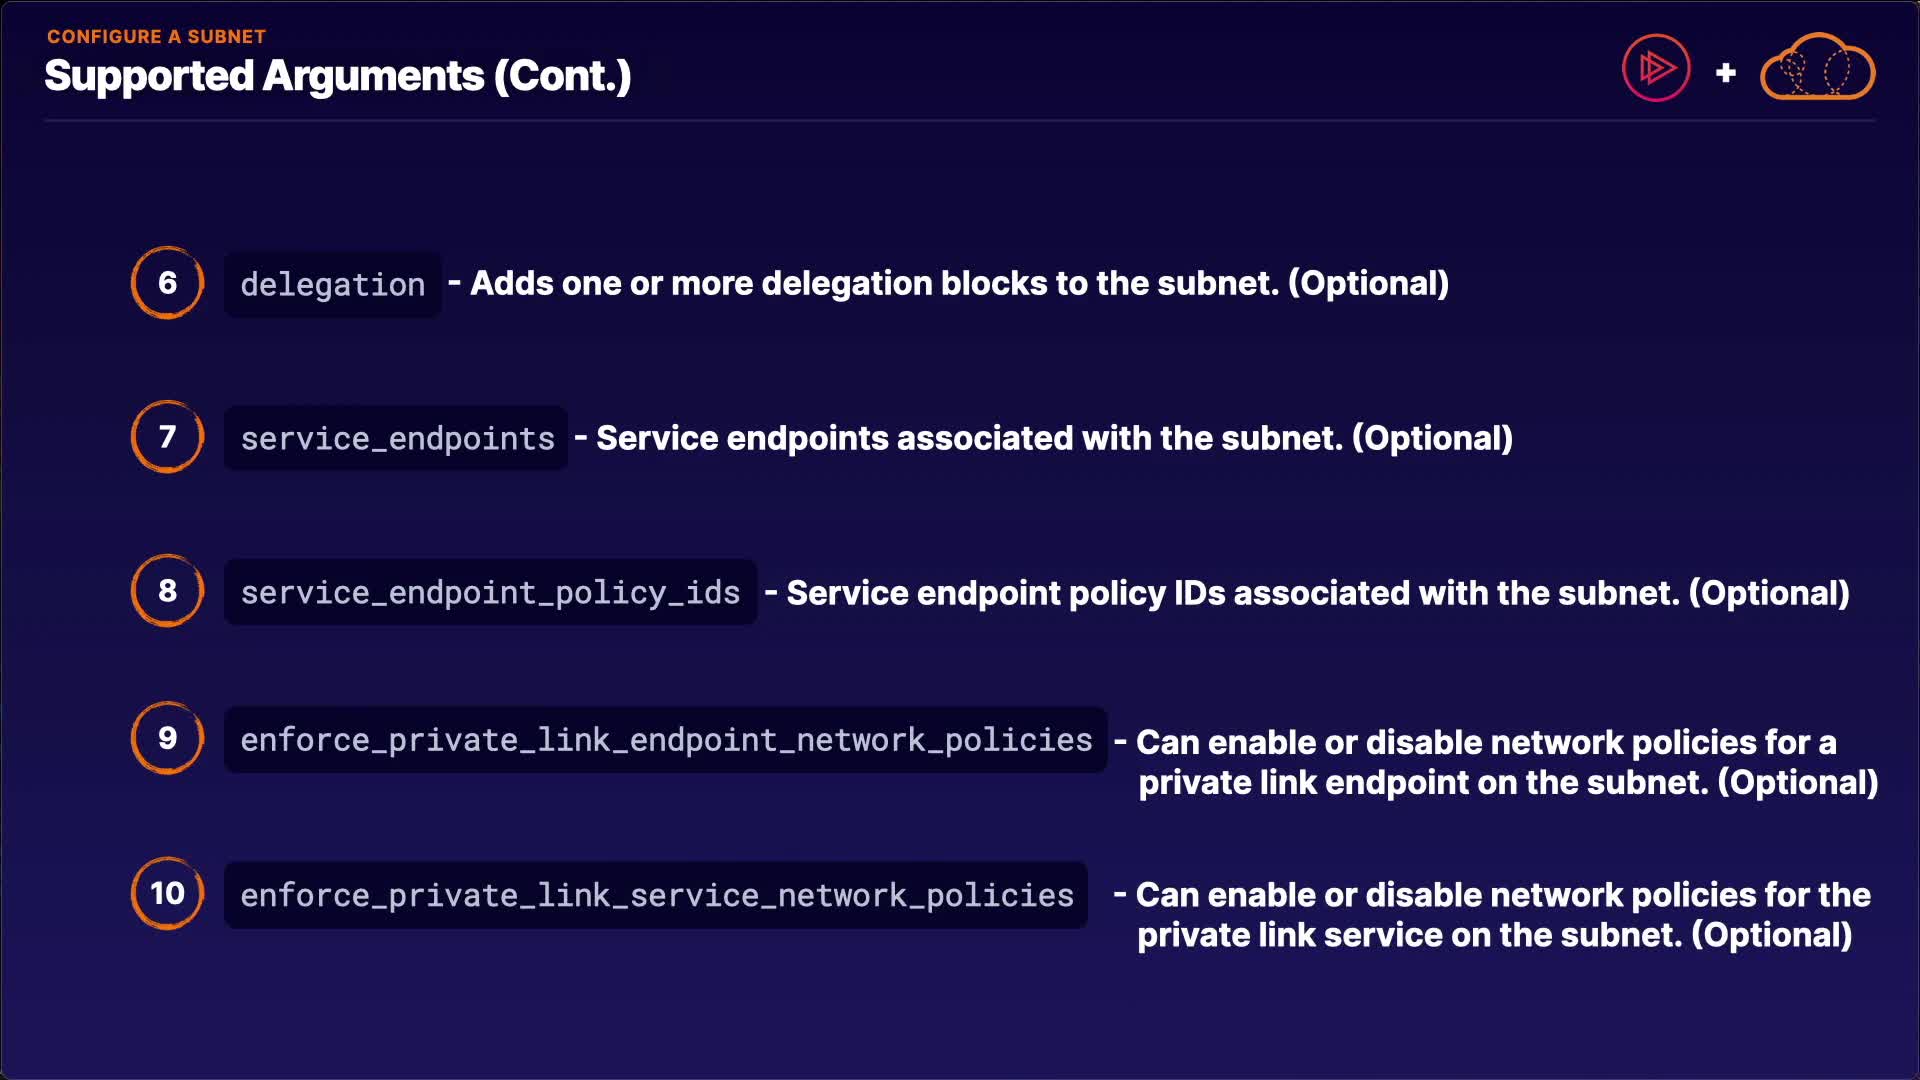 CONFIGURE A SUBNET
Supported Arguments (Cont.)
+
6 delegation - Adds one or more delegation blocks to the subnet. (Optional)
7 service_endpoints - Service endpoints associated with the subnet. (Optional)
8 service_endpoint_policy_ids - Service endpoint policy IDs associated with the subnet. (Optional)
9 enforce_private_link_endpoint_network_policies - Can enable or disable network policies for a
private link endpoint on the subnet. (Optional)
10 enforce_private_link_service_network_policies - Can enable or disable network policies for the
private link service on the subnet. (Optional)